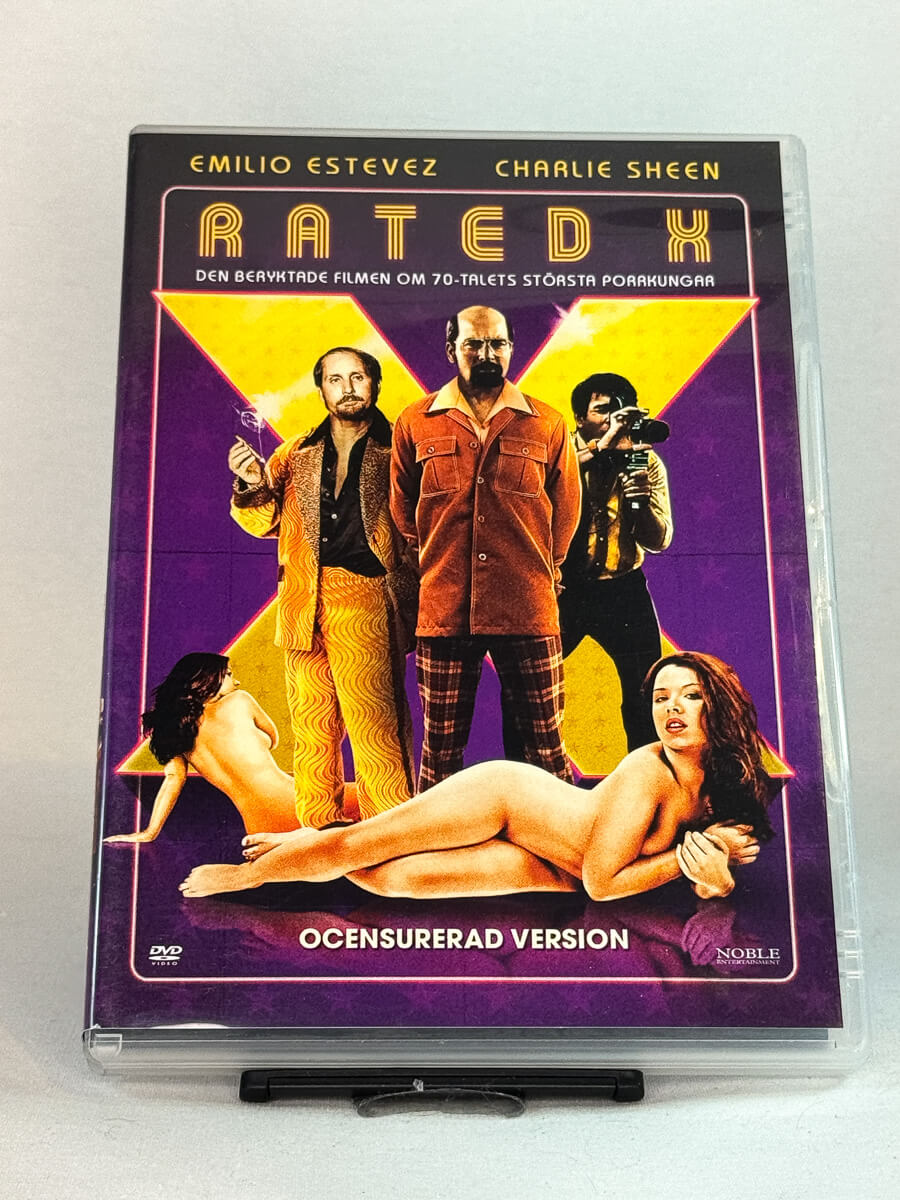 EMILIO ESTEVEZ CHARLIE SHEEN
RATED X
DEN BERYKTADE FILMEN OM 70-TALETS STÖRSTA PORRKUNGAR
OCENSURERAD VERSION
DVD
VIDEO
NOBLE
ENTERTAINMENT